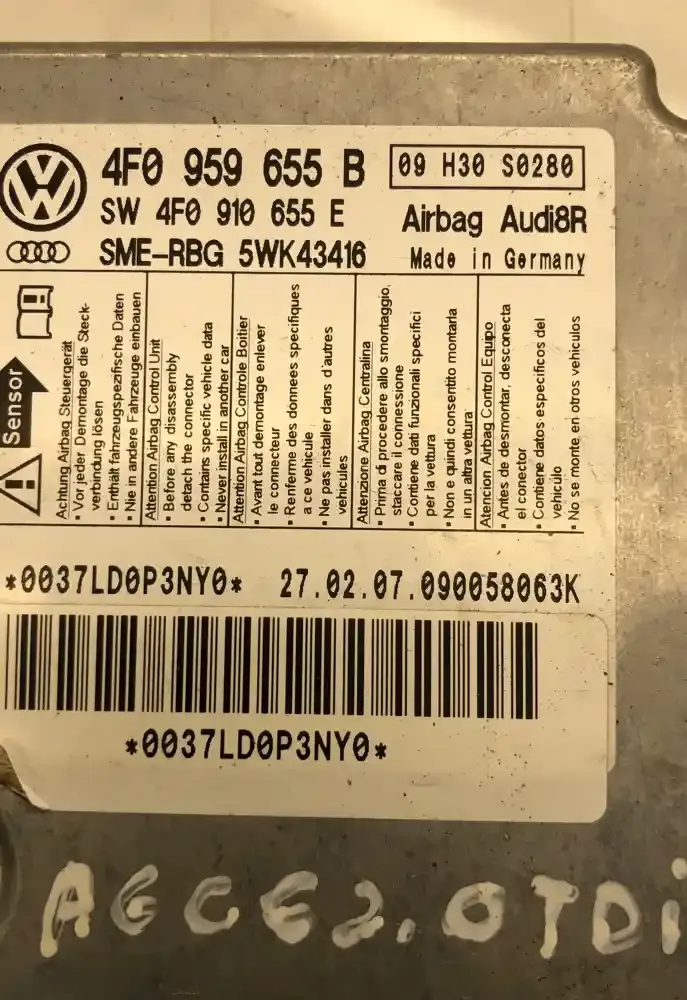 4F0 959 655 B
09 H30 S0280
SW 4F0 910 655 E
Airbag Audi8R
SME-RBG 5WK43416
Made in Germany
Sensor
Achtung Airbag Steuergerät
• Vor jeder Demontage die Steck-
verbindung lösen
• Enthält fahrzeugspezifische Daten
• Nie in andere Fahrzeuge einbauen
Attention Airbag Control Unit
• Before any disassembly
detach the connector
• Contains specific vehicle data
• Never install in another car
Attention Airbag Controle Boitier
• Avant tout demontage enlever
le connecteur
• Renferme des donnees specifiques
a ce vehicule
• Ne pas installer dans d'autres
vehicules
Attenzione Airbag Centralina
• Prima di procedere allo smontaggio,
staccare il connessione
• Contiene dati funzionali specifici
per la vettura
• Non e quindi consentito montarla
in un altra vettura
Atencion Airbag Control Equipo
• Antes de desmontar, desconecta
el conector
• Contiene datos especificos del
vehiculo
• No se monte en otros vehiculos
*0037LD0P3NY0*
27.02.07.090058063K
*0037LD0P3NY0*
A6C62.0TDi